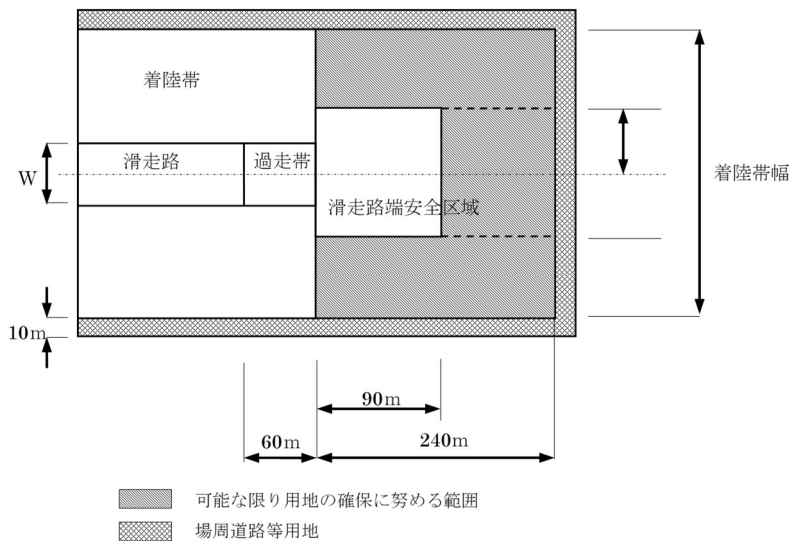 着陸帯
滑走路
過走帯
W
滑走路端安全区域
着陸帯幅
10m
90m
60m
240m
可能な限り用地の確保に努める範囲
場周道路等用地